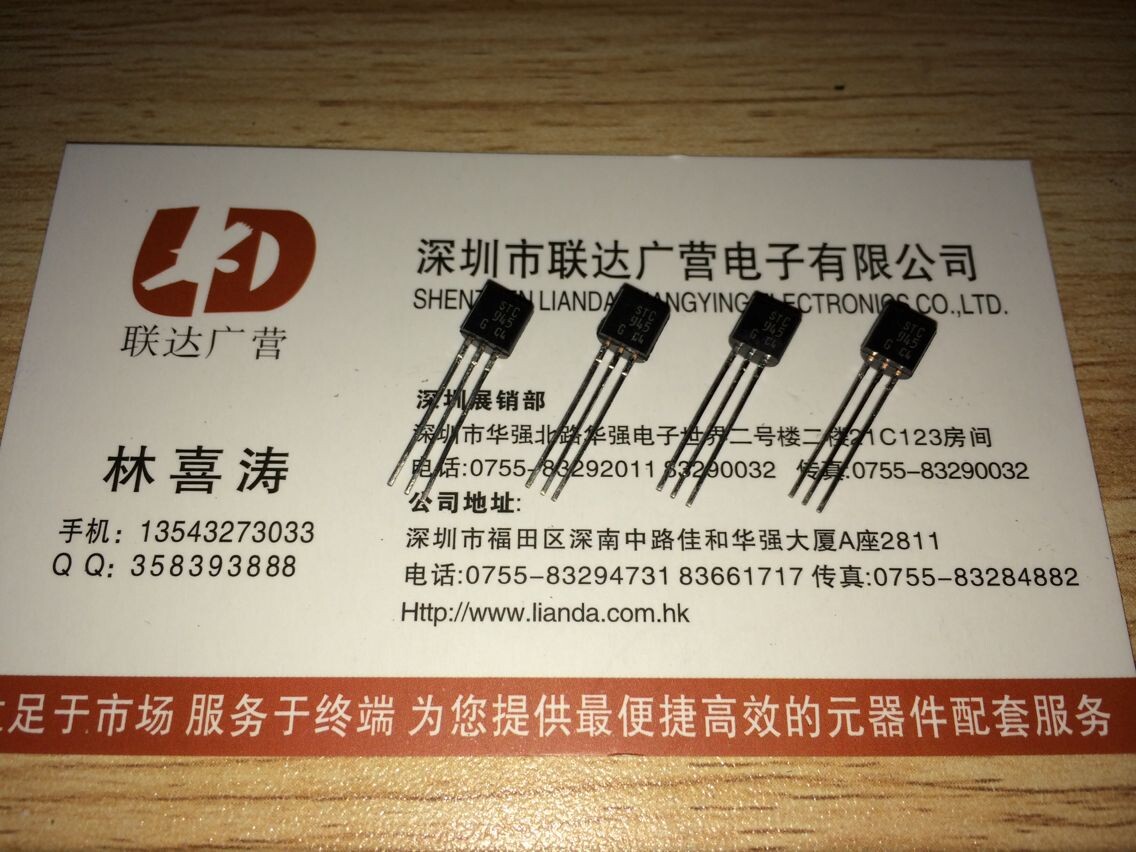 LD
联达广营
林喜涛
手机：13543273033
QQ：358393888
深圳市联达广营电子有限公司
LIANDA CO.,LTD.
STC
945
G C4
STC
945
G C4
STC
945
G C4
STC
945
G C4
深圳展销部
深圳市华强北路华强电子世界二号楼二楼21C123房间
电话:0755-83292011 83290032 传真:0755-83290032
公司地址:
深圳市福田区深南中路佳和华强大厦A座2811
电话:0755-83294731 83661717 传真:0755-83284882
Http://www.lianda.com.hk
足于市场 服务于终端 为您提供最便捷高效的元器件配套服务